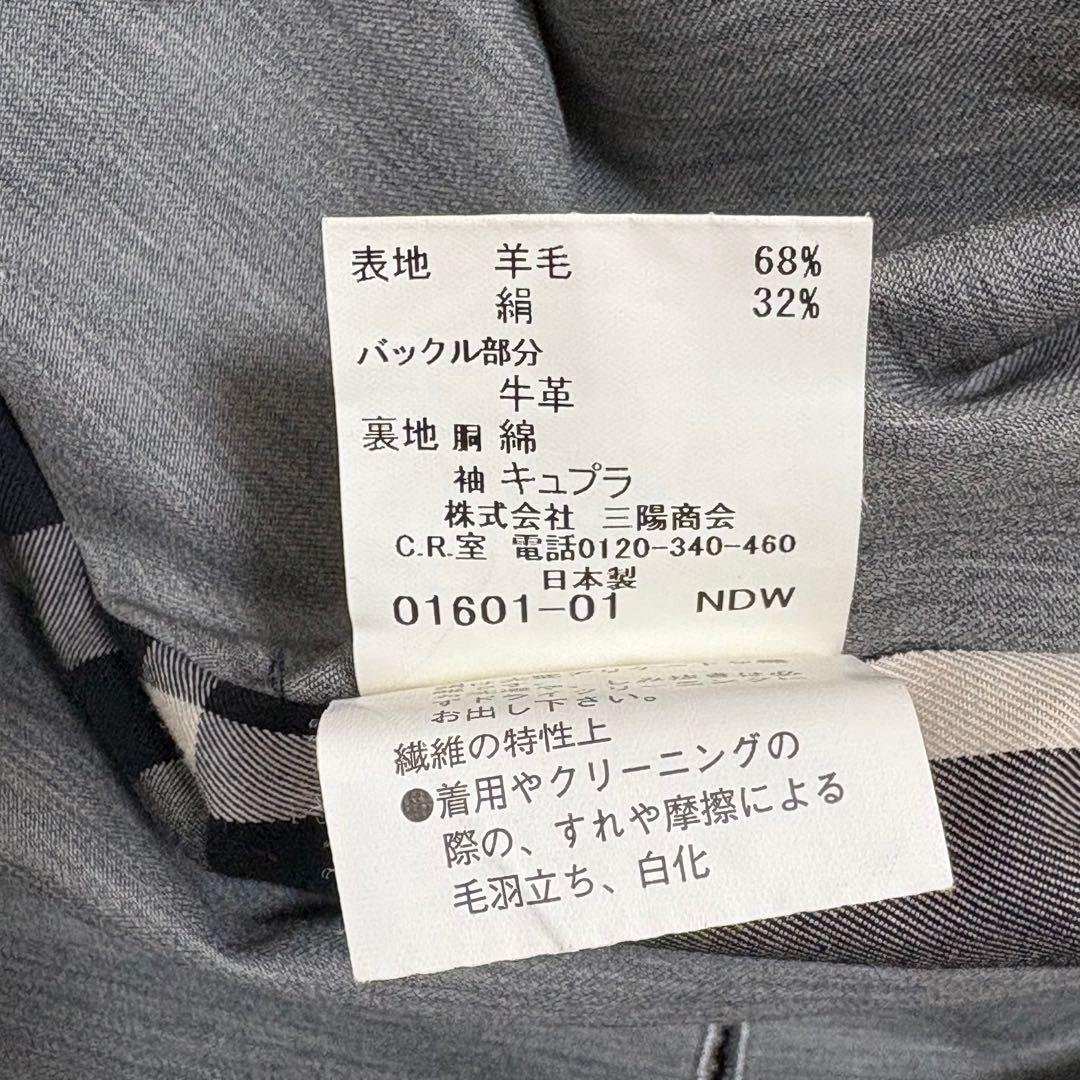 表地 羊毛 68%
絹 32%
バックル部分
牛革
裏地 胴 綿
袖 キュプラ
株式会社 三陽商会
C.R.室 電話0120-340-460
日本製
01601-01 NDW
お出し下さい。
繊維の特性上
●着用やクリーニングの
際の、すれや摩擦による
毛羽立ち、白化